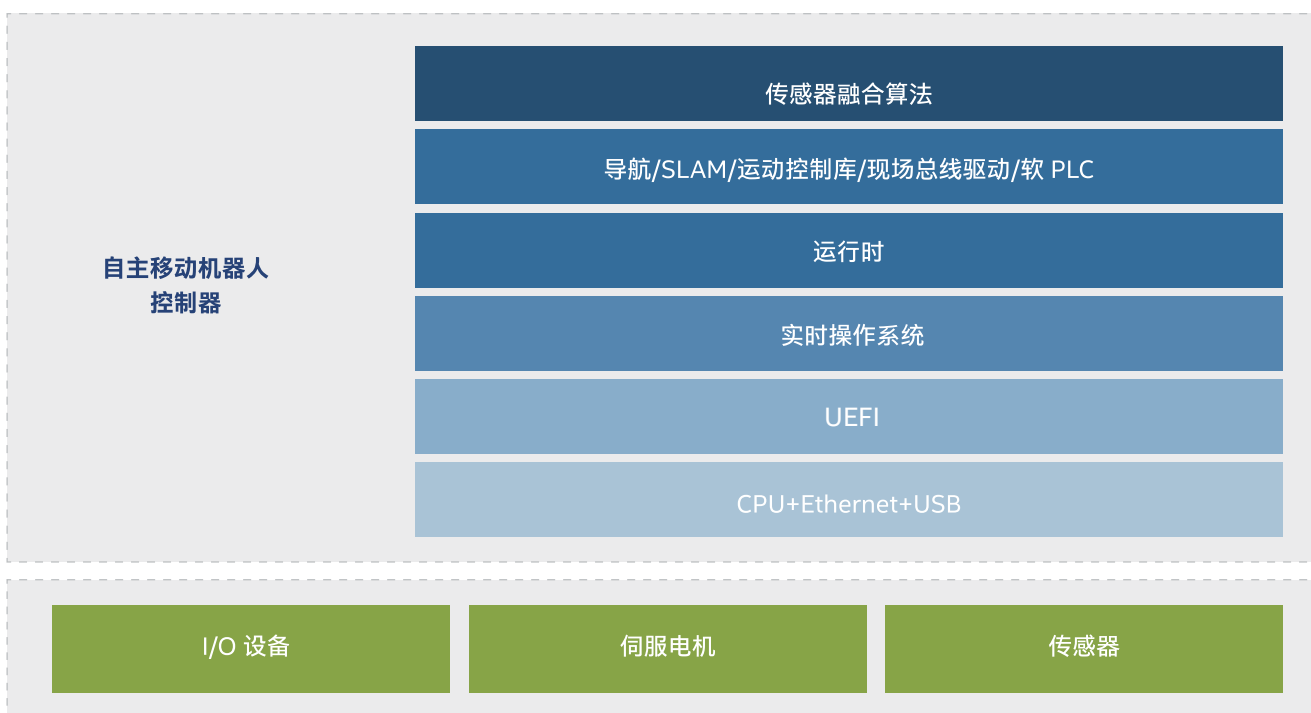 传感器融合算法
导航/SLAM/运动控制库/现场总线驱动/软 PLC
运行时
自主移动机器人
控制器
实时操作系统
UEFI
CPU+Ethernet+USB
I/O 设备
伺服电机
传感器